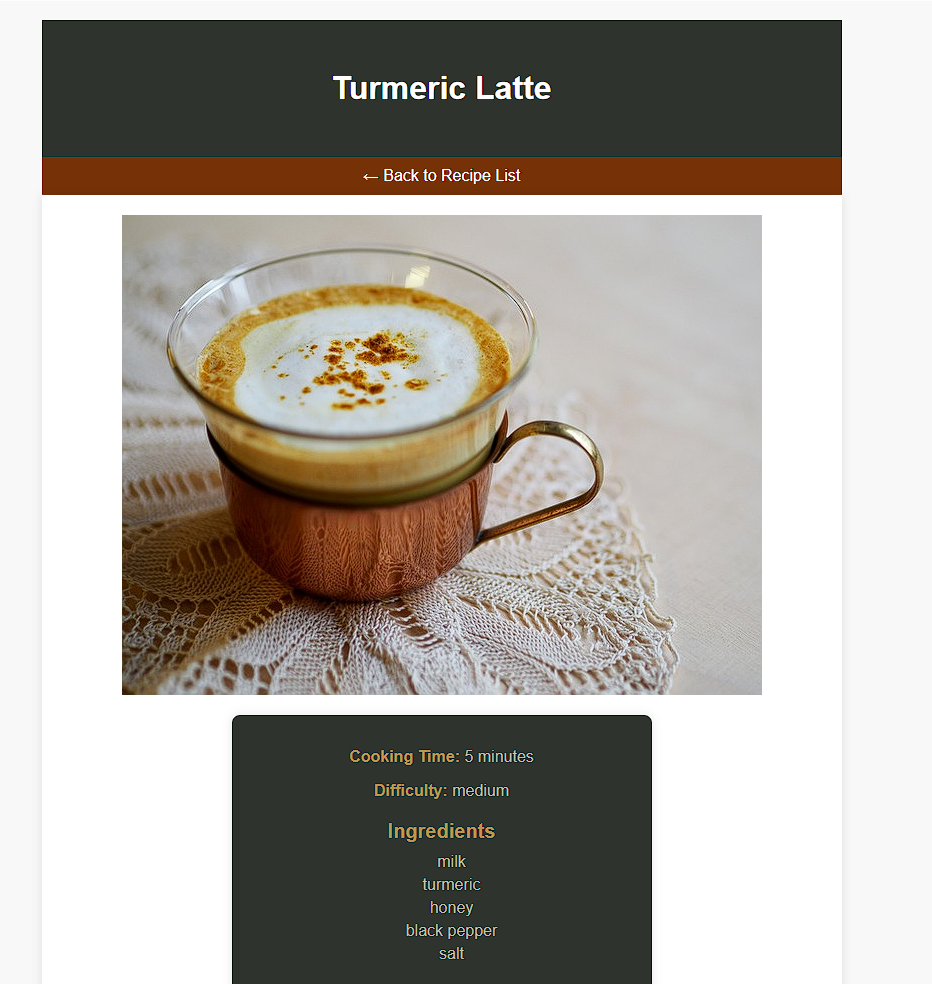 Turmeric Latte
← Back to Recipe List
Cooking Time: 5 minutes
Difficulty: medium
Ingredients
milk
turmeric
honey
black pepper
salt